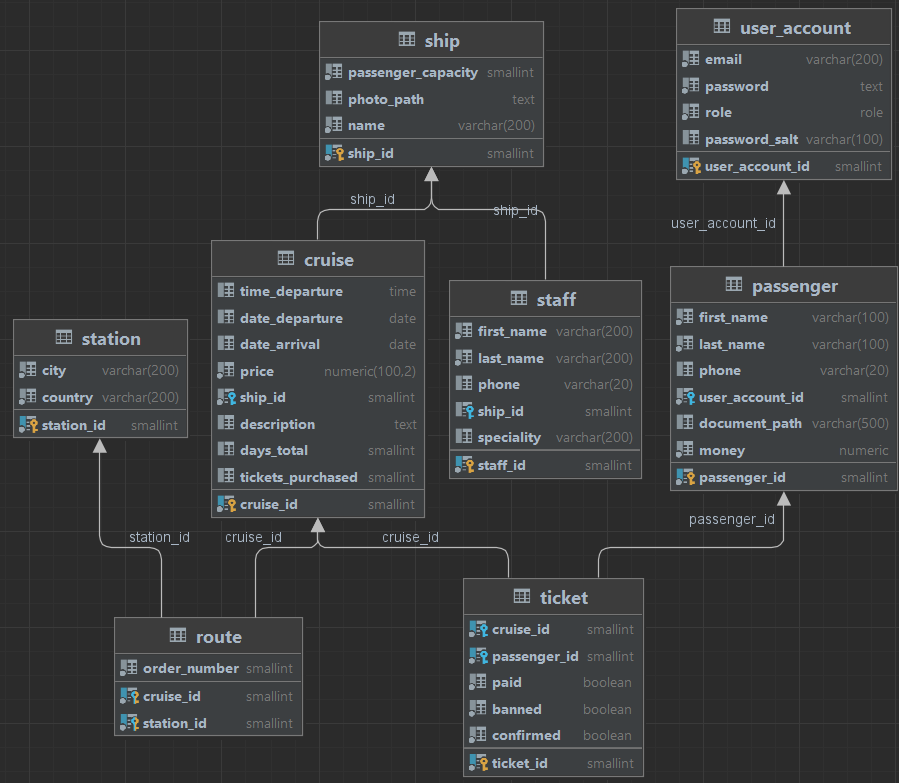 ship
passenger_capacity smallint
photo_path text
name varchar(200)
ship_id smallint
user_account
email varchar(200)
password text
role role
password_salt varchar(100)
user_account_id smallint
ship_id
ship_id
user_account_id
cruise
time_departure time
date_departure date
date_arrival date
price numeric(100,2)
ship_id smallint
description text
days_total smallint
tickets_purchased smallint
cruise_id smallint
staff
first_name varchar(200)
last_name varchar(200)
phone varchar(20)
ship_id smallint
speciality varchar(200)
staff_id smallint
passenger
first_name varchar(100)
last_name varchar(100)
phone varchar(20)
user_account_id smallint
document_path varchar(500)
money numeric
passenger_id smallint
station
city varchar(200)
country varchar(200)
station_id smallint
station_id
cruise_id
cruise_id
passenger_id
route
order_number smallint
cruise_id smallint
station_id smallint
ticket
cruise_id smallint
passenger_id smallint
paid boolean
banned boolean
confirmed boolean
ticket_id smallint